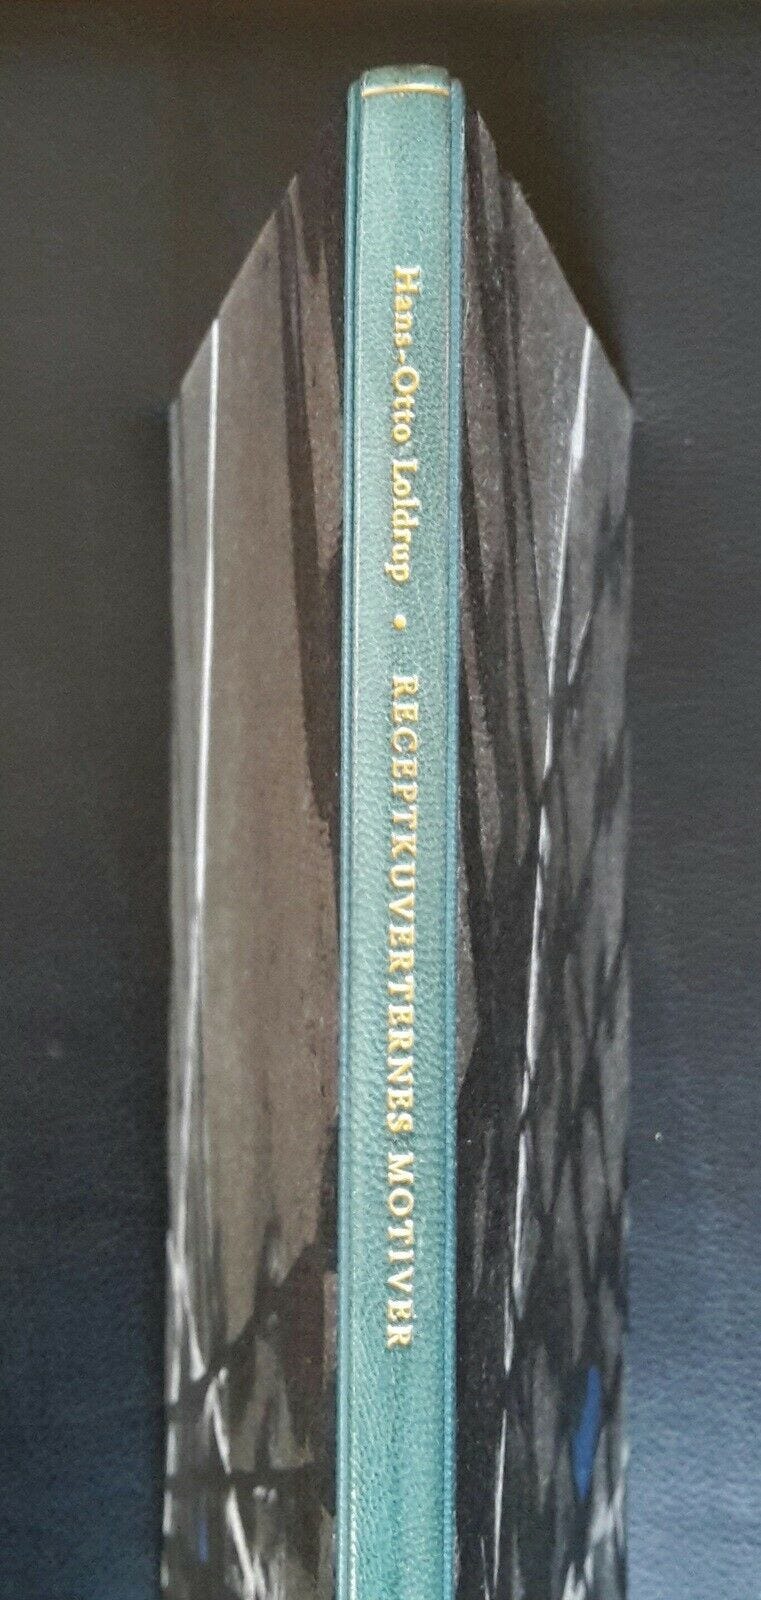 Hans-Otto Loldrup • RECEPTKUVERTERNES MOTIVER